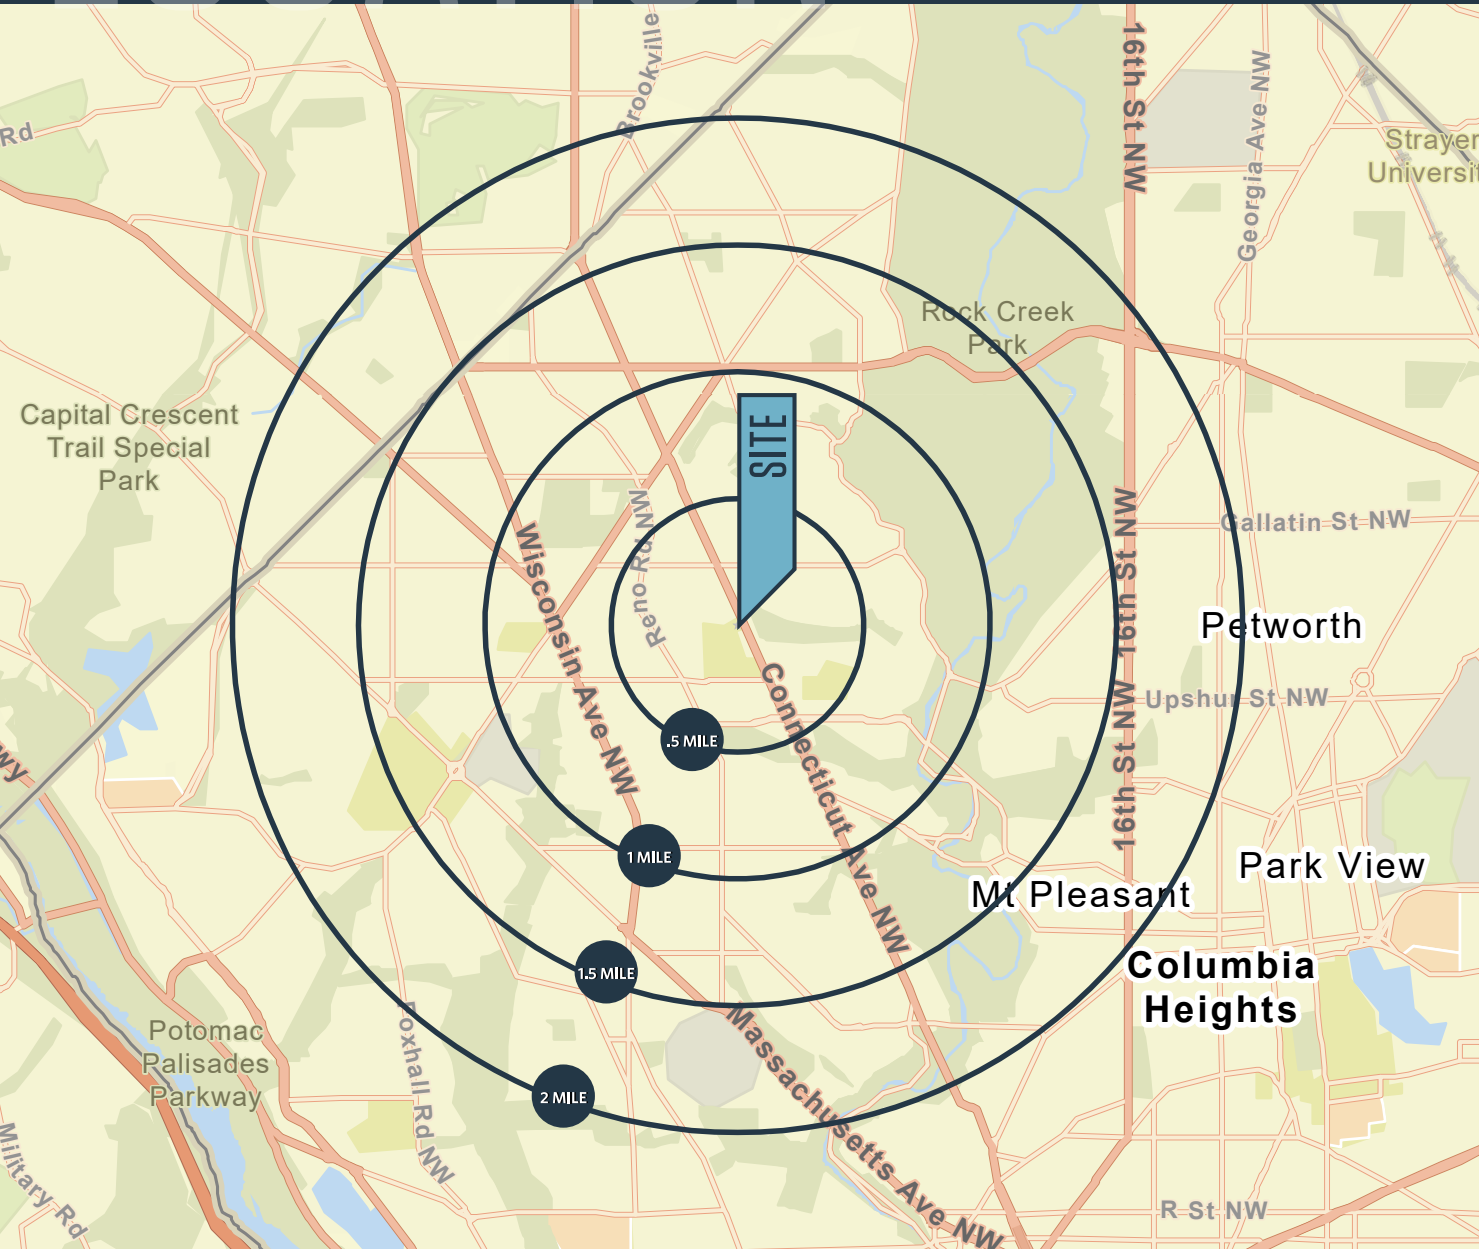 Brookville
16th St NW
Georgia Ave NW
Rd
Strayer
Universit
Rock Creek
Park
Capital Crescent
Trail Special
Park
SITE
Reno Rd NW
Wisconsin Ave NW
16th St NW
Gallatin St NW
Petworth
Upshur St NW
Connecticut Ave NW
16th St NW
.5 MILE
wy
1 MILE
Park View
Mt Pleasant
1.5 MILE
Columbia
Heights
Potomac
Palisades
Parkway
Foxhall Rd NW
Massachusetts Ave NW
2 MILE
Military Rd
R St NW